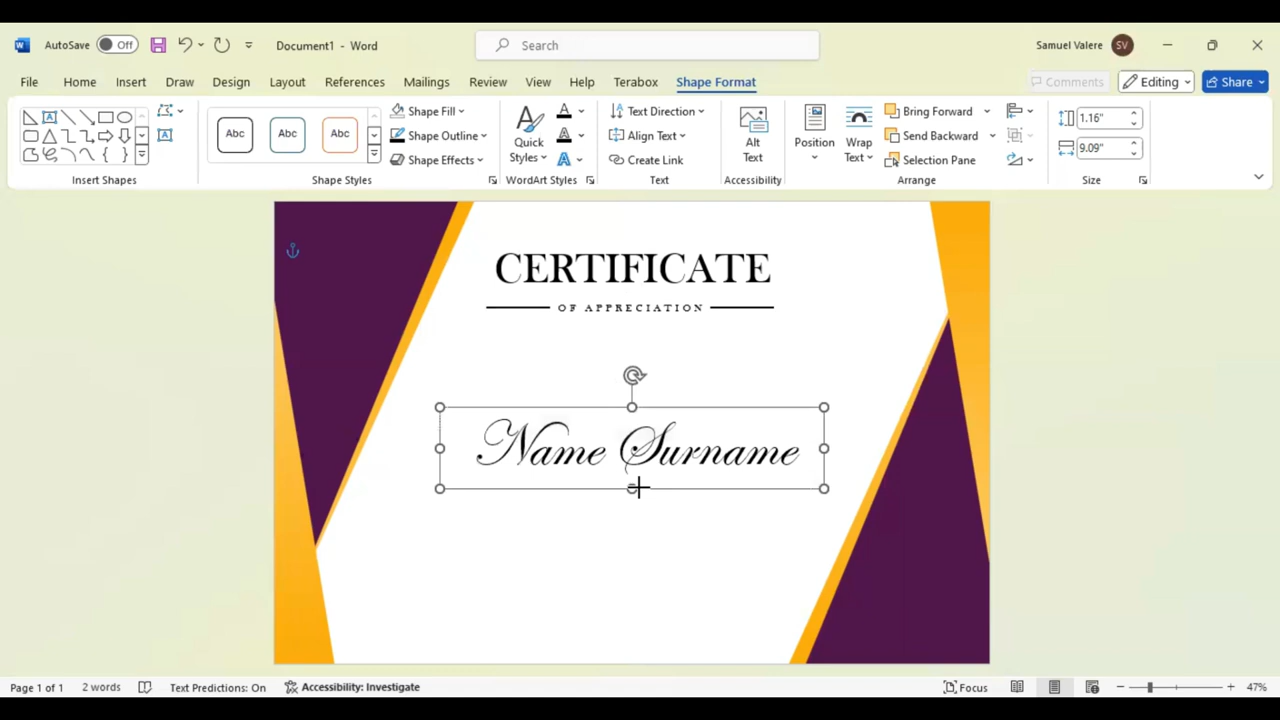 AutoSave Off Document1 - Word Search Samuel Valere SV
File Home Insert Draw Design Layout References Mailings Review View Help Terabox Shape Format Comments Editing Share
Abc Abc Abc
Shape Fill
Shape Outline
Shape Effects
Quick Styles
A
A
A
Text Direction
Align Text
Create Link
Alt Text
Position
Wrap Text
Bring Forward
Send Backward
Selection Pane
1.16"
9.09"
Insert Shapes Shape Styles WordArt Styles Text Accessibility Arrange Size
CERTIFICATE
OF APPRECIATION
Name Surname
Page 1 of 1 2 words Text Predictions: On Accessibility: Investigate Focus 47%